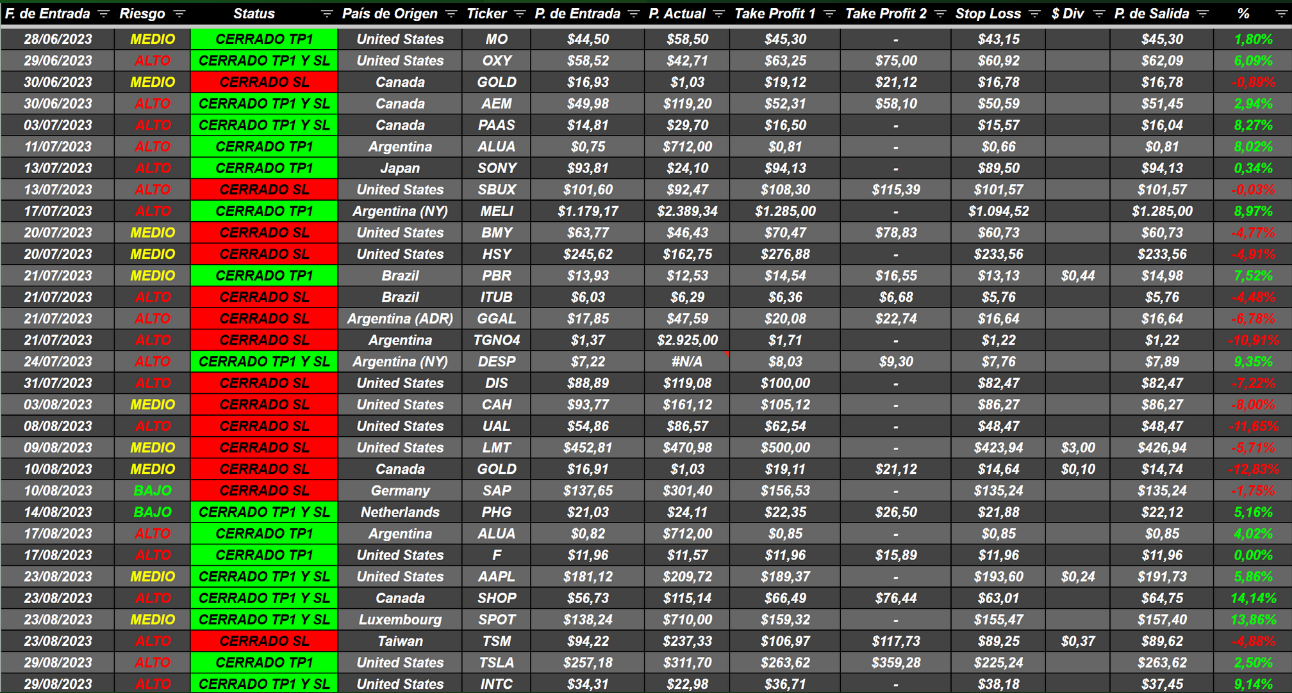 F. de Entrada Riesgo Status País de Origen Ticker P. de Entrada P. Actual Take Profit 1 Take Profit 2 Stop Loss $ Div P. de Salida %
28/06/2023 MEDIO CERRADO TP1 United States MO $44,50 $58,50 $45,30 - $43,15 $45,30 1,80%
29/06/2023 ALTO CERRADO TP1 Y SL United States OXY $58,52 $42,71 $63,25 $75,00 $60,92 $62,09 6,09%
30/06/2023 MEDIO CERRADO SL Canada GOLD $16,93 $1,03 $19,12 $21,12 $16,78 $16,78 -0,89%
30/06/2023 ALTO CERRADO TP1 Y SL Canada AEM $49,98 $119,20 $52,31 $58,10 $50,59 $51,45 2,94%
03/07/2023 ALTO CERRADO TP1 Y SL Canada PAAS $14,81 $29,70 $16,50 - $15,57 $16,04 8,27%
11/07/2023 ALTO CERRADO TP1 Argentina ALUA $0,75 $712,00 $0,81 - $0,66 $0,81 8,02%
13/07/2023 ALTO CERRADO TP1 Japan SONY $93,81 $24,10 $94,13 - $89,50 $94,13 0,34%
13/07/2023 ALTO CERRADO SL United States SBUX $101,60 $92,47 $108,30 $115,39 $101,57 $101,57 -0,03%
17/07/2023 ALTO CERRADO TP1 Argentina (NY) MELI $1.179,17 $2.389,34 $1.285,00 - $1.094,52 $1.285,00 8,97%
20/07/2023 MEDIO CERRADO SL United States BMY $63,77 $46,43 $70,47 $78,83 $60,73 $60,73 -4,77%
20/07/2023 MEDIO CERRADO SL United States HSY $245,62 $162,75 $276,88 - $233,56 $233,56 -4,91%
21/07/2023 MEDIO CERRADO TP1 Brazil PBR $13,93 $12,53 $14,54 $16,55 $13,13 $0,44 $14,98 7,52%
21/07/2023 ALTO CERRADO SL Brazil ITUB $6,03 $6,29 $6,36 $6,68 $5,76 $5,76 -4,48%
21/07/2023 ALTO CERRADO SL Argentina (ADR) GGAL $17,85 $47,59 $20,08 $22,74 $16,64 $16,64 -6,78%
21/07/2023 ALTO CERRADO SL Argentina TGNO4 $1,37 $2.925,00 $1,71 - $1,22 $1,22 -10,91%
24/07/2023 ALTO CERRADO TP1 Y SL Argentina (NY) DESP $7,22 #N/A $8,03 $9,30 $7,76 $7,89 9,35%
31/07/2023 ALTO CERRADO SL United States DIS $88,89 $119,08 $100,00 - $82,47 $82,47 -7,22%
03/08/2023 MEDIO CERRADO SL United States CAH $93,77 $161,12 $105,12 - $86,27 $86,27 -8,00%
08/08/2023 ALTO CERRADO SL United States UAL $54,86 $86,57 $62,54 - $48,47 $48,47 -11,65%
09/08/2023 MEDIO CERRADO SL United States LMT $452,81 $470,98 $500,00 - $423,94 $3,00 $426,94 -5,71%
10/08/2023 MEDIO CERRADO SL Canada GOLD $16,91 $1,03 $19,11 $21,12 $14,64 $0,10 $14,74 -12,83%
10/08/2023 BAJO CERRADO SL Germany SAP $137,65 $301,40 $156,53 - $135,24 $135,24 -1,75%
14/08/2023 BAJO CERRADO TP1 Y SL Netherlands PHG $21,03 $24,11 $22,35 $26,50 $21,88 $22,12 5,16%
17/08/2023 ALTO CERRADO TP1 Argentina ALUA $0,82 $712,00 $0,85 - $0,85 $0,85 4,02%
17/08/2023 ALTO CERRADO TP1 United States F $11,96 $11,57 $11,96 $15,89 $11,96 $11,96 0,00%
23/08/2023 MEDIO CERRADO TP1 Y SL United States AAPL $181,12 $209,72 $189,37 - $193,60 $0,24 $191,73 5,86%
23/08/2023 ALTO CERRADO TP1 Y SL Canada SHOP $56,73 $115,14 $66,49 $76,44 $63,01 $64,75 14,14%
23/08/2023 MEDIO CERRADO TP1 Y SL Luxembourg SPOT $138,24 $710,00 $159,32 - $155,47 $157,40 13,86%
23/08/2023 ALTO CERRADO SL Taiwan TSM $94,22 $237,33 $106,97 $117,73 $89,25 $0,37 $89,62 -4,88%
29/08/2023 ALTO CERRADO TP1 United States TSLA $257,18 $311,70 $263,62 $359,28 $225,24 $263,62 2,50%
29/08/2023 ALTO CERRADO TP1 Y SL United States INTC $34,31 $22,98 $36,71 - $38,18 $37,45 9,14%